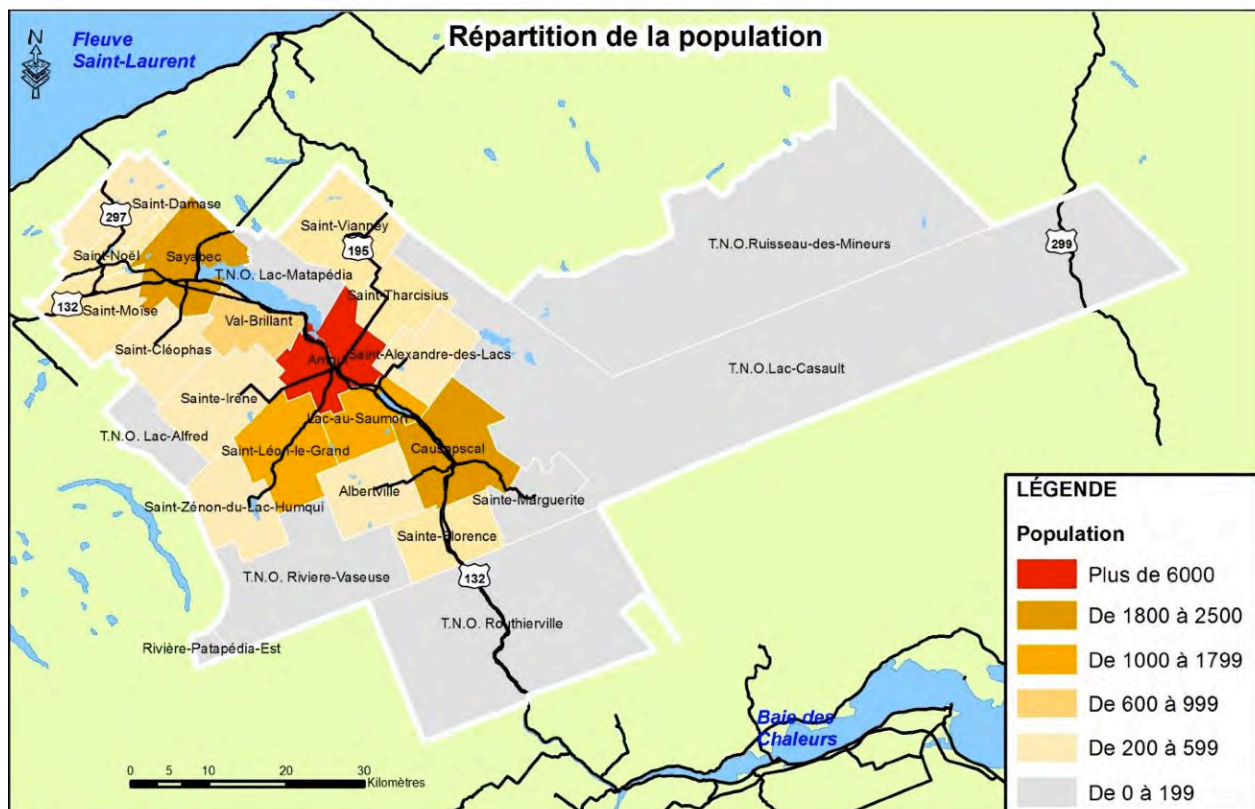 Répartition de la population
N
Fleuve
Saint-Laurent
Saint-Damase
297
Saint-Vianney
195
Saint-Noël
Sayabec
T.N.O. Lac-Matapédia
T.N.O.Ruisseau-des-Mineurs
299
132
Saint-Moïse
Saint-Tharcisius
Val-Brillant
Saint-Cléophas
Amqui
Saint-Alexandre-des-Lacs
T.N.O.Lac-Casault
Sainte-Irène
Lac-au-Saumon
T.N.O. Lac-Alfred
Saint-Léon-le-Grand
Causapscal
Albertville
Sainte-Marguerite
Saint-Zénon-du-Lac-Humqui
Sainte-Florence
T.N.O. Riviere-Vaseuse
132
T.N.O. Routhierville
Rivière-Patapédia-Est
Baie des
Chaleurs
0 5 10 20 30
Kilomètres
LÉGENDE
Population
Plus de 6000
De 1800 à 2500
De 1000 à 1799
De 600 à 999
De 200 à 599
De 0 à 199